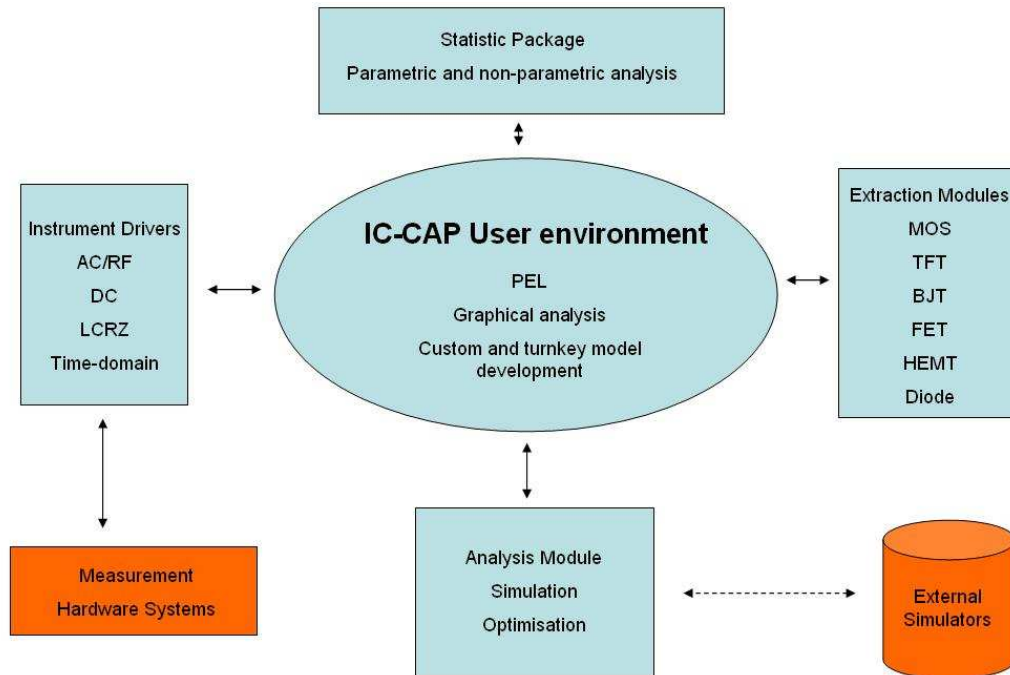 Statistic Package
Parametric and non-parametric analysis
Instrument Drivers
AC/RF
DC
LCRZ
Time-domain
IC-CAP User environment
PEL
Graphical analysis
Custom and turnkey model
development
Extraction Modules
MOS
TFT
BJT
FET
HEMT
Diode
Measurement
Hardware Systems
Analysis Module
Simulation
Optimisation
External
Simulators